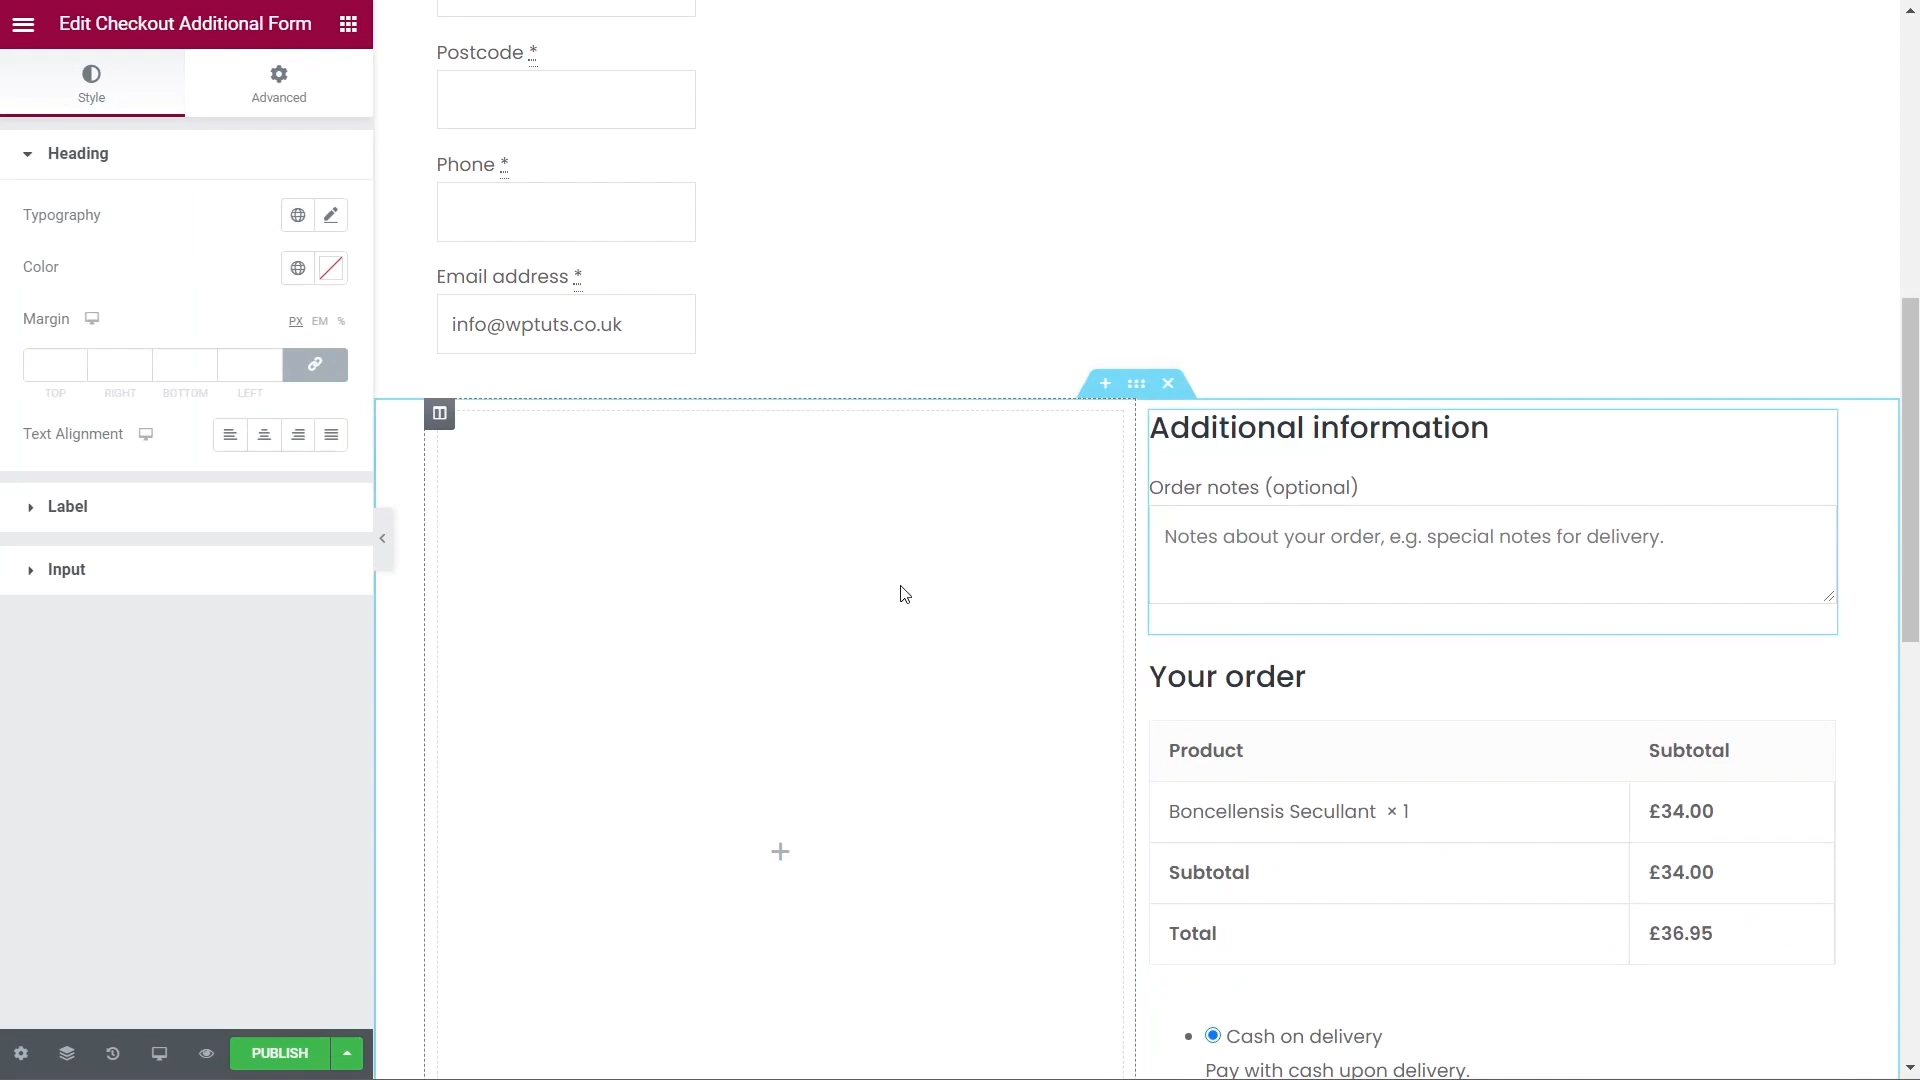 Edit Checkout Additional Form
Style
Advanced
Heading
Typography
Color
Margin
PX EM %
TOP RIGHT BOTTOM LEFT
Text Alignment
Label
Input
PUBLISH
Postcode *
Phone *
Email address *
info@wptuts.co.uk
Additional information
Order notes (optional)
Notes about your order, e.g. special notes for delivery.
Your order
Product Subtotal
Boncellensis Secullant × 1 £34.00
Subtotal £34.00
Total £36.95
Cash on delivery
Pay with cash upon delivery.